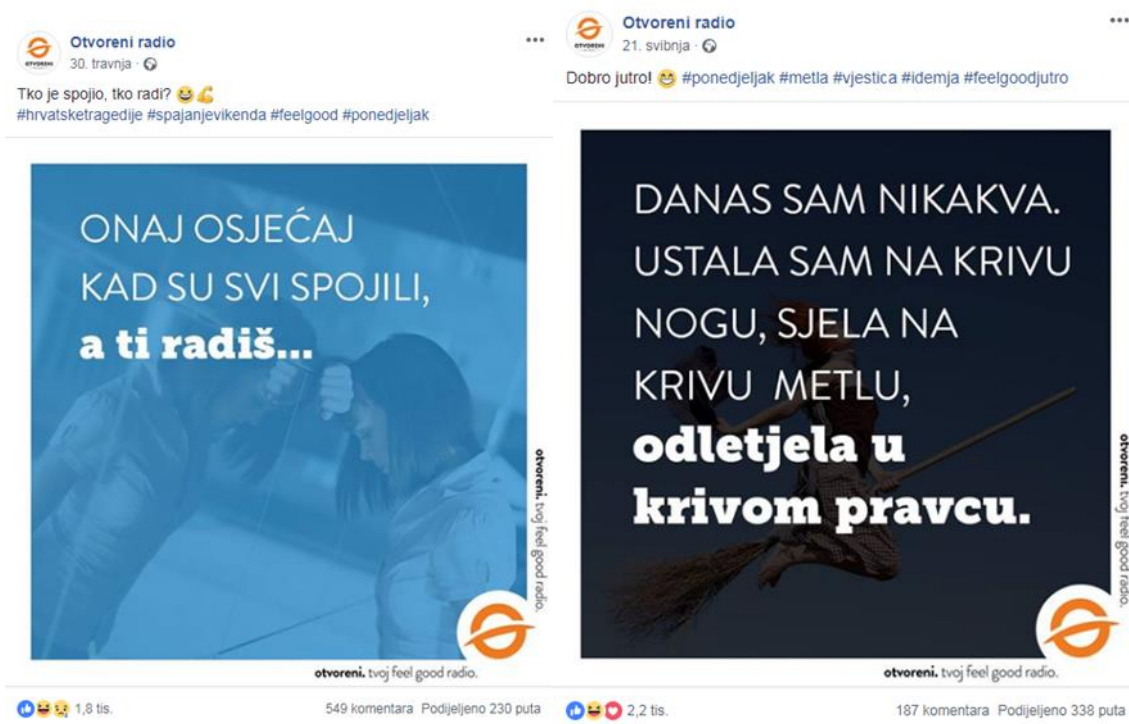 Otvoreni radio
30. travnja
Tko je spojio, tko radi? 😂💪
#hrvatsketragedije #spajanjevikenda #feelgood #ponedjeljak
ONAJ OSJEĆAJ
KAD SU SVI SPOJILI,
a ti radiš...
otvoreni. tvoj feel good radio.
otvoreni. tvoj feel good radio.
1,8 tis.
549 komentara Podijeljeno 230 puta
Otvoreni radio
21. svibnja
Dobro jutro! 😁 #ponedjeljak #metla #vjestica #idemja #feelgoodjutro
DANAS SAM NIKAKVA.
USTALA SAM NA KRIVU
NOGU, SJELA NA
KRIVU METLU,
odletjela u
krivom pravcu.
otvoreni. tvoj feel good radio.
otvoreni. tvoj feel good radio.
2,2 tis.
187 komentara Podijeljeno 338 puta
OTVORENI
OTVORENI